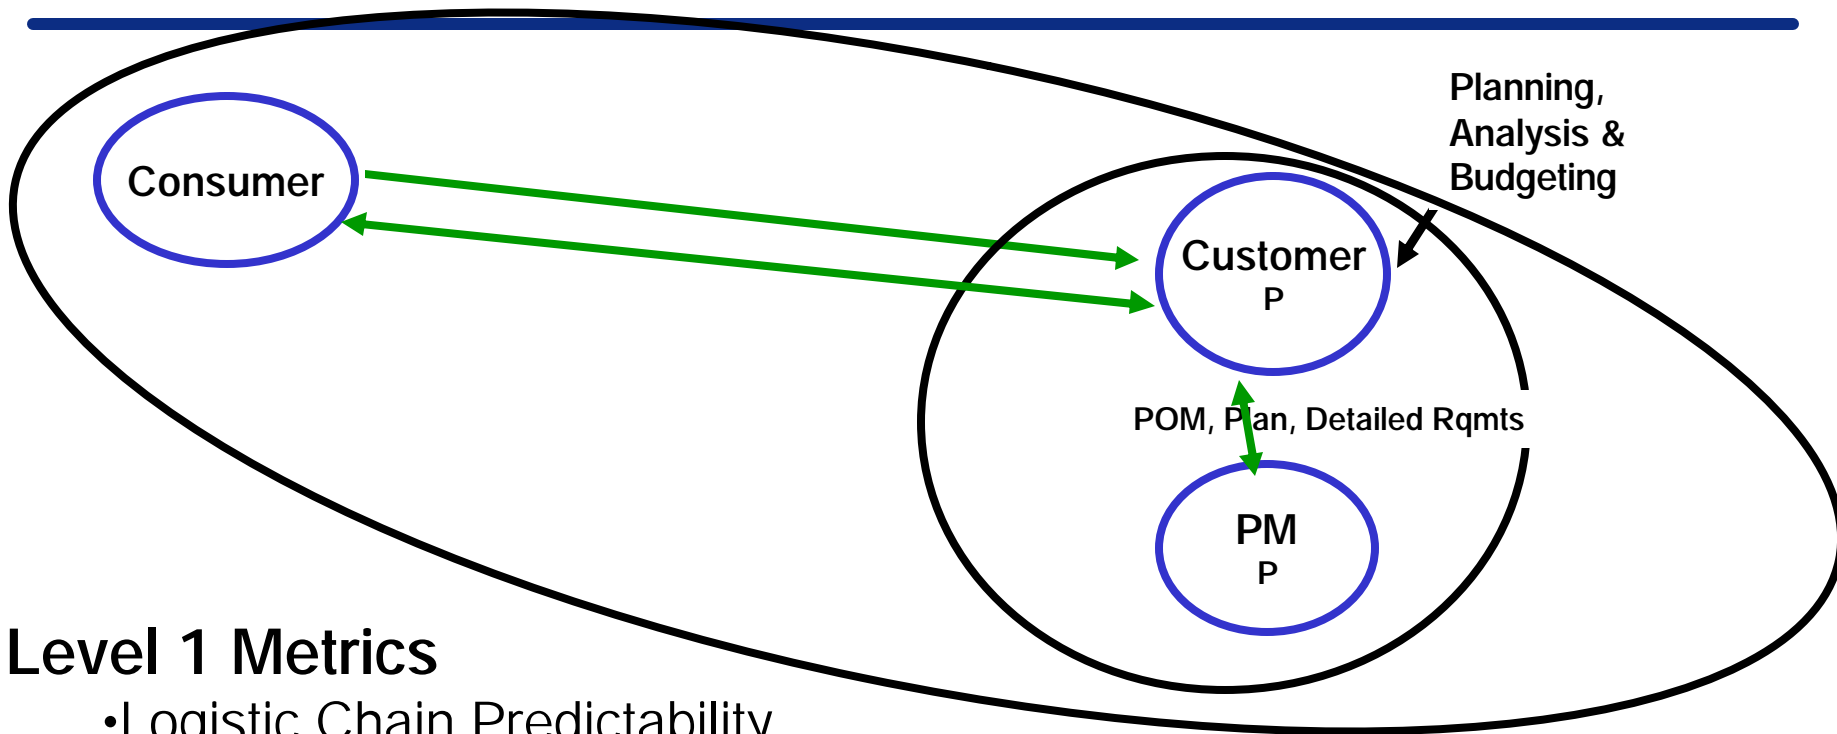 Planning,
Analysis &
Budgeting
Consumer
Customer
P
POM, Plan, Detailed Rqmts
PM
P
Level 1 Metrics
•Logistic Chain Predictability